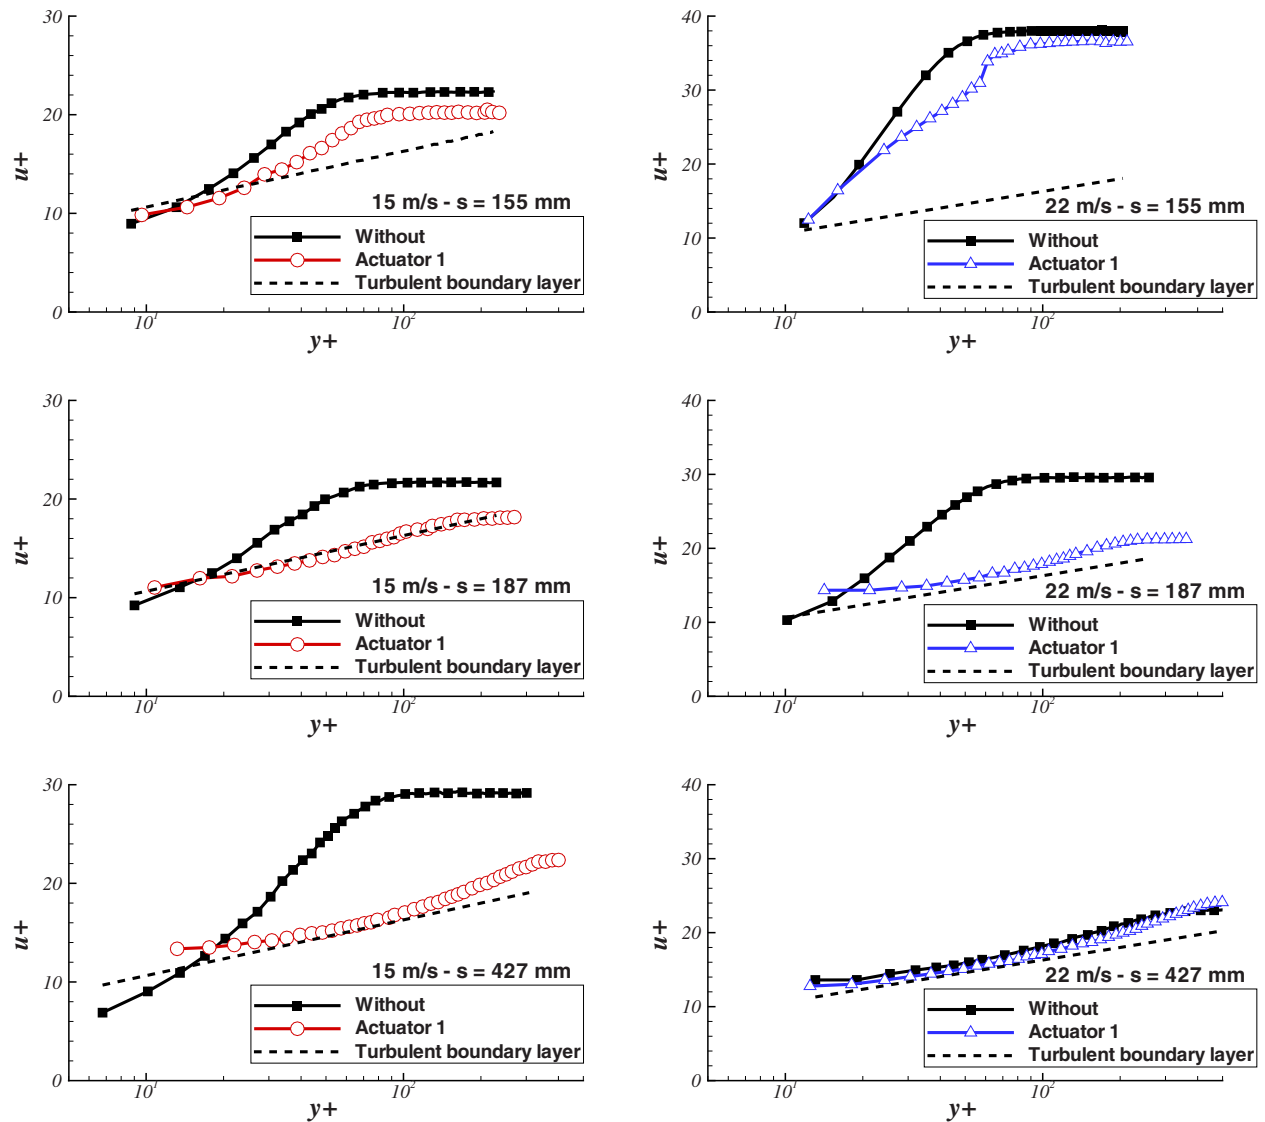 30
20
10
0
u+
15 m/s - s = 155 mm
Without
Actuator 1
Turbulent boundary layer
10¹
10²
y+
40
30
20
10
0
u+
22 m/s - s = 155 mm
Without
Actuator 1
Turbulent boundary layer
10¹
10²
y+
30
20
10
0
u+
15 m/s - s = 187 mm
Without
Actuator 1
Turbulent boundary layer
10¹
10²
y+
40
30
20
10
0
u+
22 m/s - s = 187 mm
Without
Actuator 1
Turbulent boundary layer
10¹
10²
y+
30
20
10
0
u+
15 m/s - s = 427 mm
Without
Actuator 1
Turbulent boundary layer
10¹
10²
y+
40
30
20
10
0
u+
22 m/s - s = 427 mm
Without
Actuator 1
Turbulent boundary layer
10¹
10²
y+